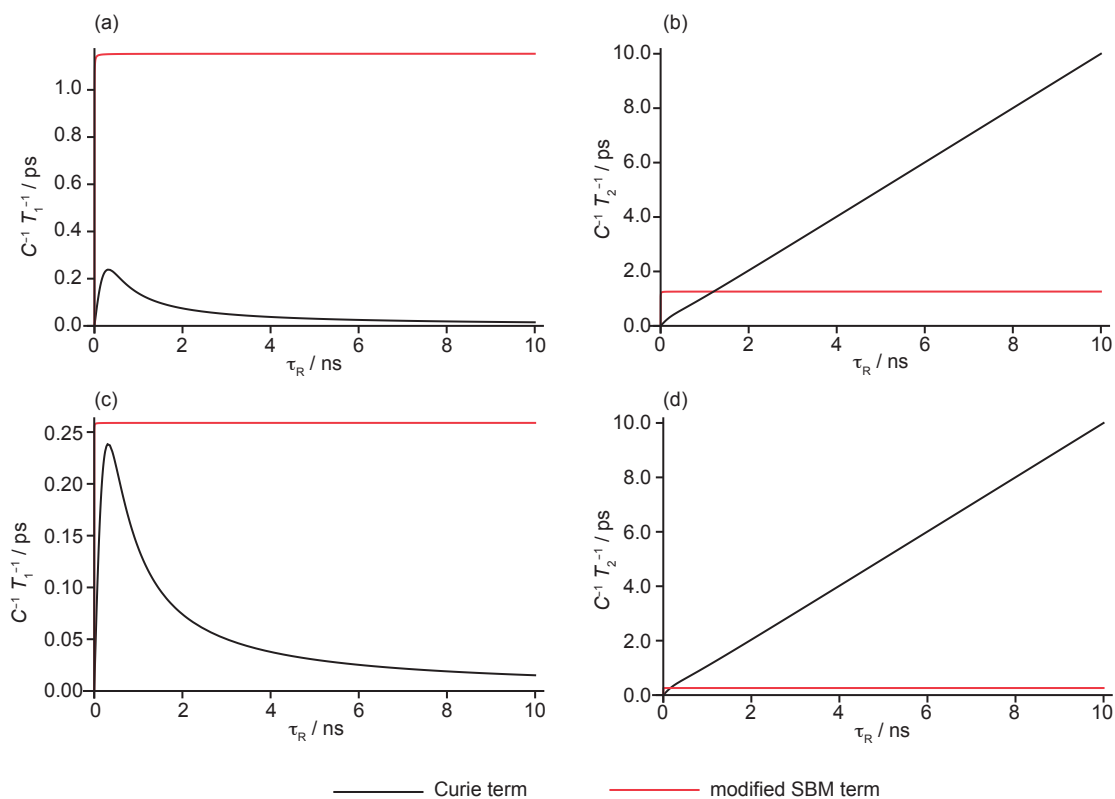 (a)
C⁻¹ T₁⁻¹ / ps
1.0
0.8
0.6
0.4
0.2
0.0
0 2 4 6 8 10
τ_R / ns
(b)
C⁻¹ T₂⁻¹ / ps
10.0
8.0
6.0
4.0
2.0
0.0
0 2 4 6 8 10
τ_R / ns
(c)
C⁻¹ T₁⁻¹ / ps
0.25
0.20
0.15
0.10
0.05
0.00
0 2 4 6 8 10
τ_R / ns
(d)
C⁻¹ T₂⁻¹ / ps
10.0
8.0
6.0
4.0
2.0
0.0
0 2 4 6 8 10
τ_R / ns
Curie term
modified SBM term